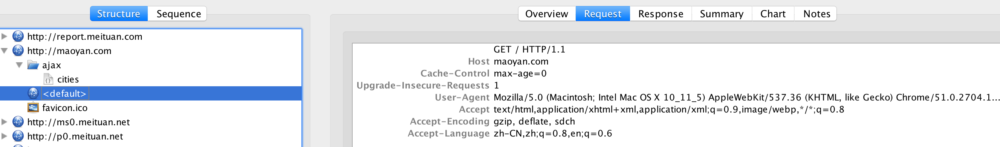 Structure Sequence
http://report.meituan.com
http://maoyan.com
ajax
cities
<default>
favicon.ico
http://ms0.meituan.net
http://p0.meituan.net
Overview Request Response Summary Chart Notes
GET / HTTP/1.1
Host maoyan.com
Cache-Control max-age=0
Upgrade-Insecure-Requests 1
User-Agent Mozilla/5.0 (Macintosh; Intel Mac OS X 10_11_5) AppleWebKit/537.36 (KHTML, like Gecko) Chrome/51.0.2704.1...
Accept text/html,application/xhtml+xml,application/xml;q=0.9,image/webp,*/*;q=0.8
Accept-Encoding gzip, deflate, sdch
Accept-Language zh-CN,zh;q=0.8,en;q=0.6